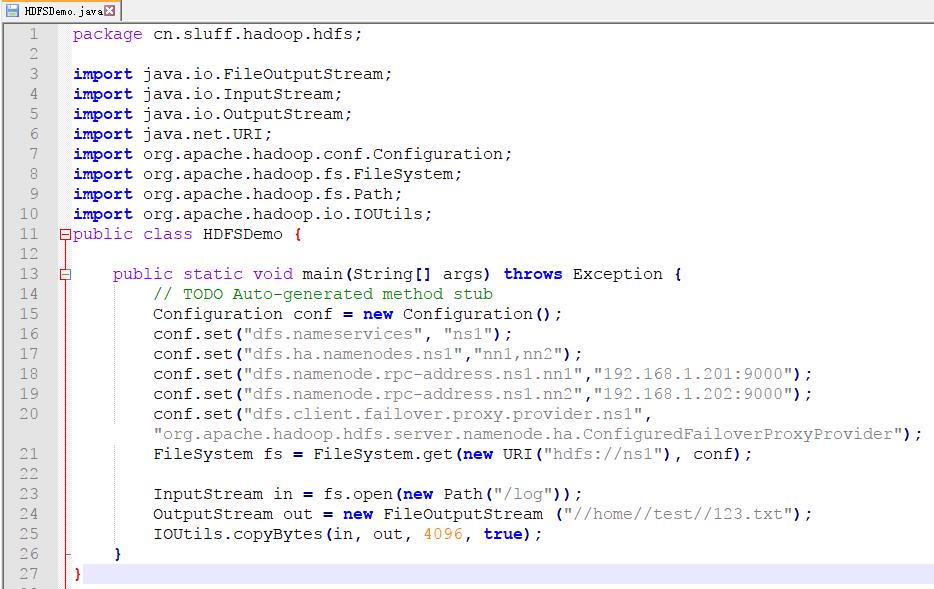 HDFSDemo.java
1 package cn.sluff.hadoop.hdfs;
2
3 import java.io.FileOutputStream;
4 import java.io.InputStream;
5 import java.io.OutputStream;
6 import java.net.URI;
7 import org.apache.hadoop.conf.Configuration;
8 import org.apache.hadoop.fs.FileSystem;
9 import org.apache.hadoop.fs.Path;
10 import org.apache.hadoop.io.IOUtils;
11 public class HDFSDemo {
12
13     public static void main(String[] args) throws Exception {
14         // TODO Auto-generated method stub
15         Configuration conf = new Configuration();
16         conf.set("dfs.nameservices", "ns1");
17         conf.set("dfs.ha.namenodes.ns1","nn1,nn2");
18         conf.set("dfs.namenode.rpc-address.ns1.nn1","192.168.1.201:9000");
19         conf.set("dfs.namenode.rpc-address.ns1.nn2","192.168.1.202:9000");
20         conf.set("dfs.client.failover.proxy.provider.ns1",
        "org.apache.hadoop.hdfs.server.namenode.ha.ConfiguredFailoverProxyProvider");
21         FileSystem fs = FileSystem.get(new URI("hdfs://ns1"), conf);
22
23         InputStream in = fs.open(new Path("/log"));
24         OutputStream out = new FileOutputStream ("//home//test//123.txt");
25         IOUtils.copyBytes(in, out, 4096, true);
26     }
27 }